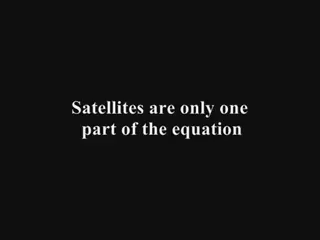 Satellites are only one
part of the equation